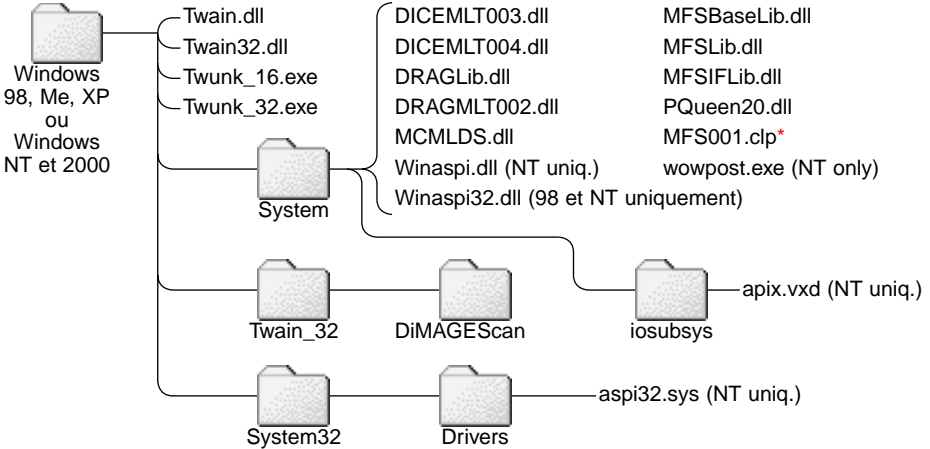 Windows
98, Me, XP
ou
Windows
NT et 2000
Twain.dll
Twain32.dll
Twunk_16.exe
Twunk_32.exe
System
DICEMLT003.dll
DICEMLT004.dll
DRAGLib.dll
DRAGMLT002.dll
MCMLDS.dll
Winaspi.dll (NT uniq.)
Winaspi32.dll (98 et NT uniquement)
MFSBaseLib.dll
MFSLib.dll
MFSIFLib.dll
PQueen20.dll
MFS001.clp*
wowpost.exe (NT only)
Twain_32
DiMAGEScan
iosubsys
apix.vxd (NT uniq.)
System32
Drivers
aspi32.sys (NT uniq.)